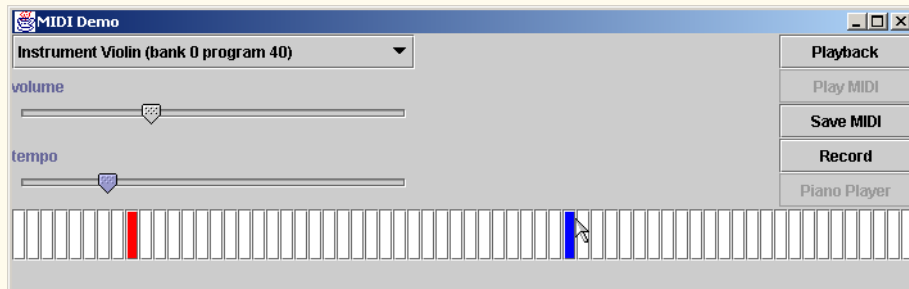 MIDI Demo
Instrument Violin (bank 0 program 40)
Playback
volume
Play MIDI
Save MIDI
tempo
Record
Piano Player